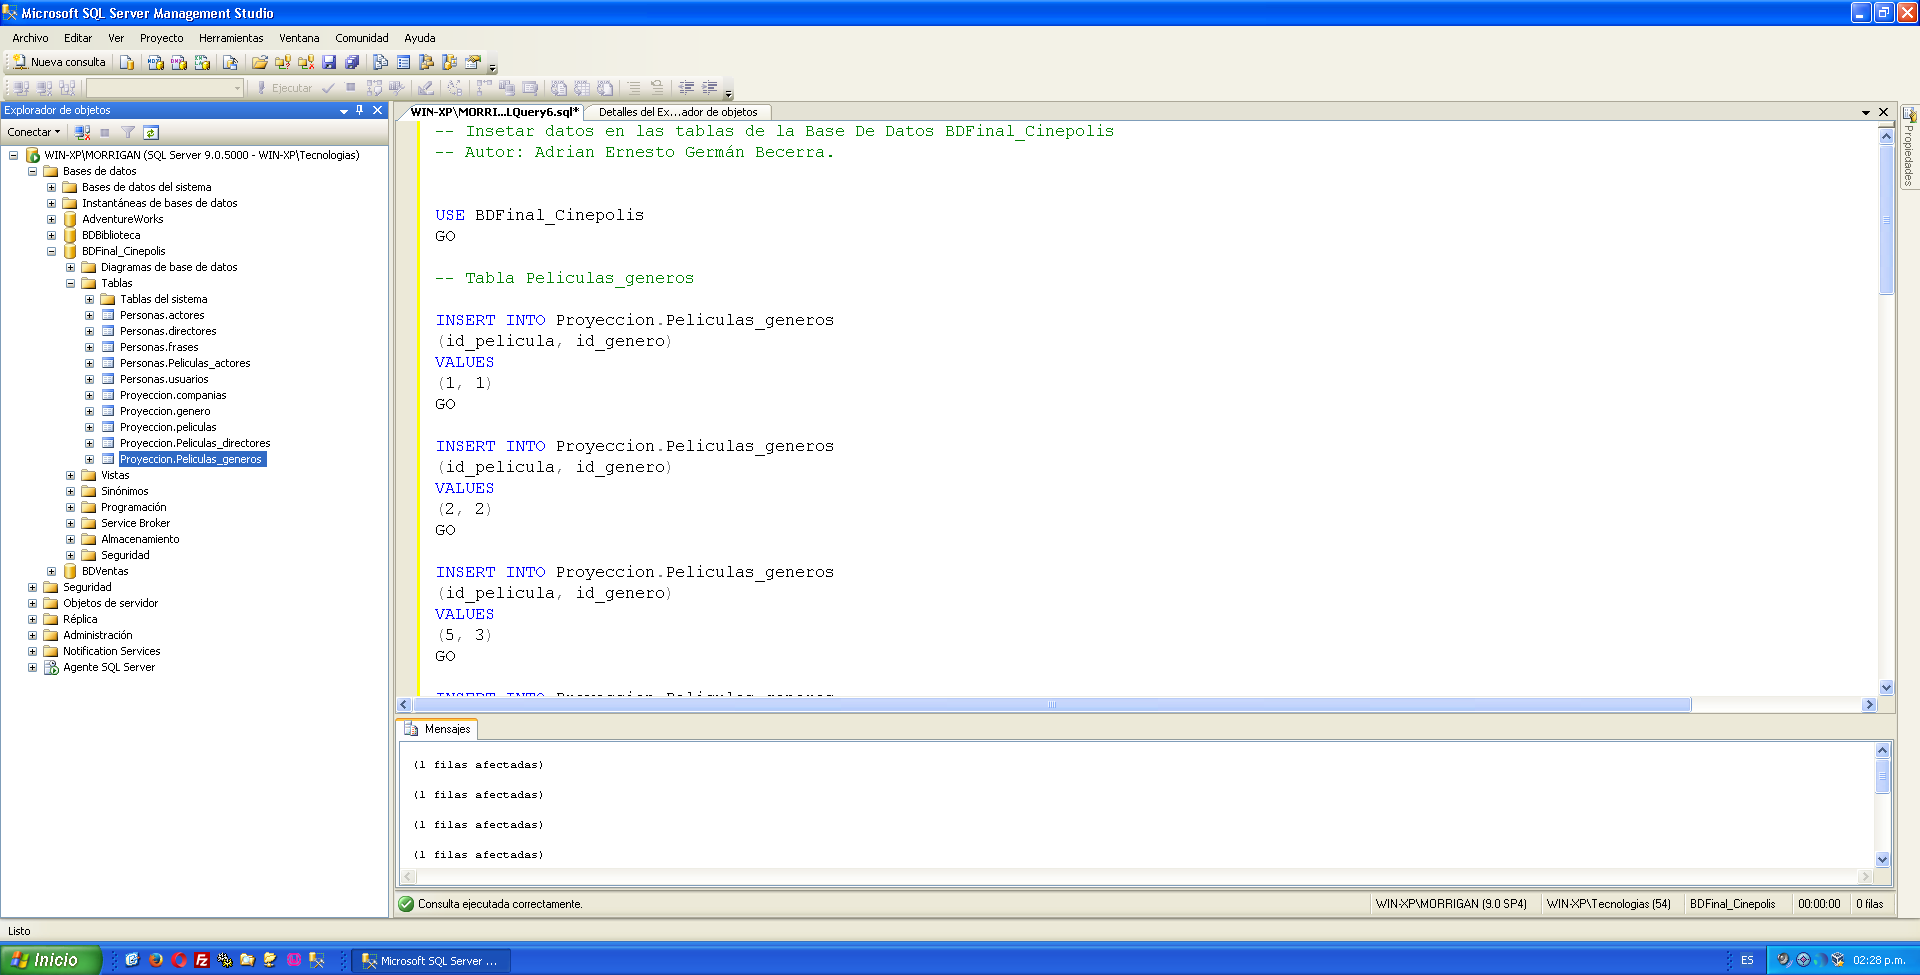 Microsoft SQL Server Management Studio
Archivo Editar Ver Proyecto Herramientas Ventana Comunidad Ayuda
Nueva consulta
Ejecutar
Explorador de objetos
Conectar
WIN-XP\MORRIGAN (SQL Server 9.0.5000 - WIN-XP\Tecnologias)
Bases de datos
Bases de datos del sistema
Instantáneas de bases de datos
AdventureWorks
BDBiblioteca
BDFinal_Cinepolis
Diagramas de base de datos
Tablas
Tablas del sistema
Personas.actores
Personas.directores
Personas.frases
Personas.Peliculas_actores
Personas.usuarios
Proyeccion.companias
Proyeccion.genero
Proyeccion.peliculas
Proyeccion.Peliculas_directores
Proyeccion.Peliculas_generos
Vistas
Sinónimos
Programación
Service Broker
Almacenamiento
Seguridad
BDVentas
Seguridad
Objetos de servidor
Réplica
Administración
Notification Services
Agente SQL Server
WIN-XP\MORRI...LQuery6.sql* Detalles del Ex...ador de objetos
-- Insetar datos en las tablas de la Base De Datos BDFinal_Cinepolis
-- Autor: Adrian Ernesto Germán Becerra.
USE BDFinal_Cinepolis
GO
-- Tabla Peliculas_generos
INSERT INTO Proyeccion.Peliculas_generos
(id_pelicula, id_genero)
VALUES
(1, 1)
GO
INSERT INTO Proyeccion.Peliculas_generos
(id_pelicula, id_genero)
VALUES
(2, 2)
GO
INSERT INTO Proyeccion.Peliculas_generos
(id_pelicula, id_genero)
VALUES
(5, 3)
GO
INSERT INTO Proyeccion.Peliculas_generos
Propiedades
Mensajes
(1 filas afectadas)
(1 filas afectadas)
(1 filas afectadas)
(1 filas afectadas)
Consulta ejecutada correctamente.
WIN-XP\MORRIGAN (9.0 SP4) WIN-XP\Tecnologias (54) BDFinal_Cinepolis 00:00:00 0 filas
Listo
Inicio
Microsoft SQL Server ...
ES
02:28 p.m.